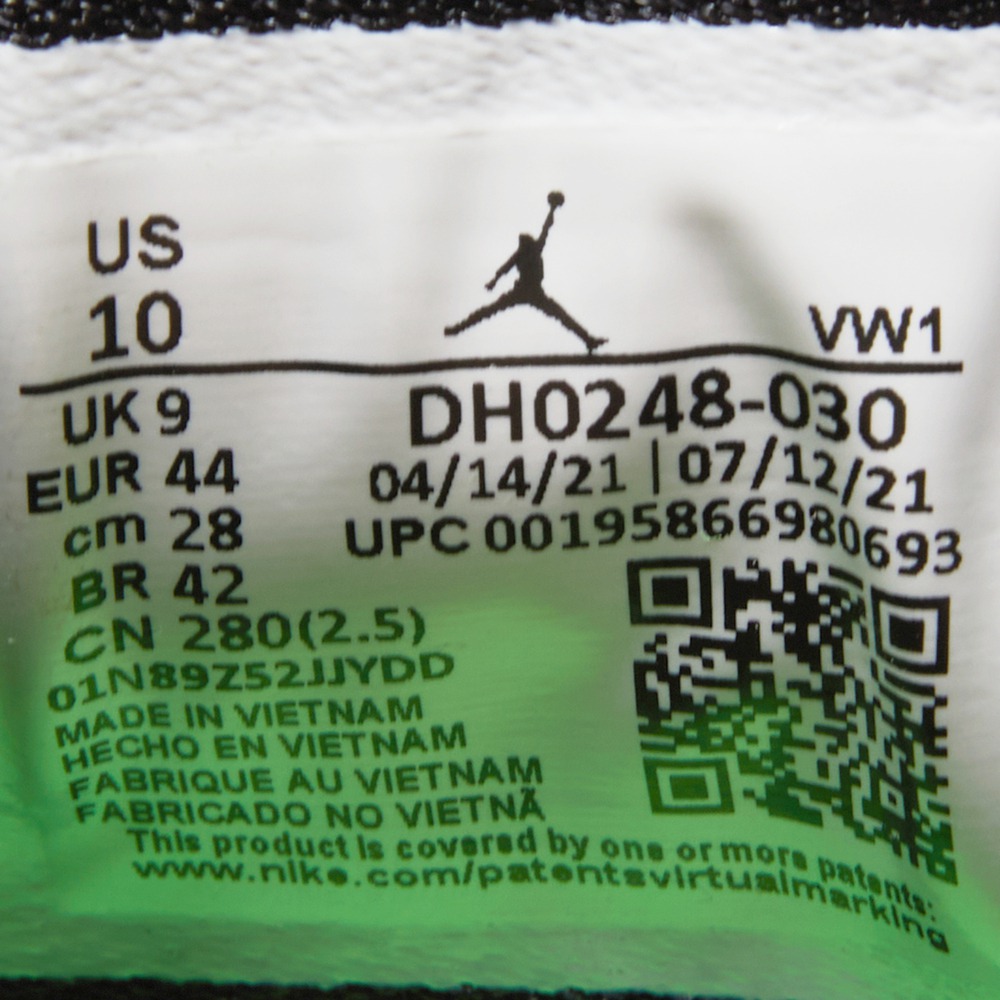 US
10
VW1
UK 9
EUR 44
cm 28
BR 42
CN 280(2.5)
DH0248-030
04/14/21 | 07/12/21
UPC 00195866980693
01N89Z52JJYDD
MADE IN VIETNAM
HECHO EN VIETNAM
FABRIQUE AU VIETNAM
FABRICADO NO VIETNÃ
This product is covered by one or more patents:
www.nike.com/patentsvirtualmarking